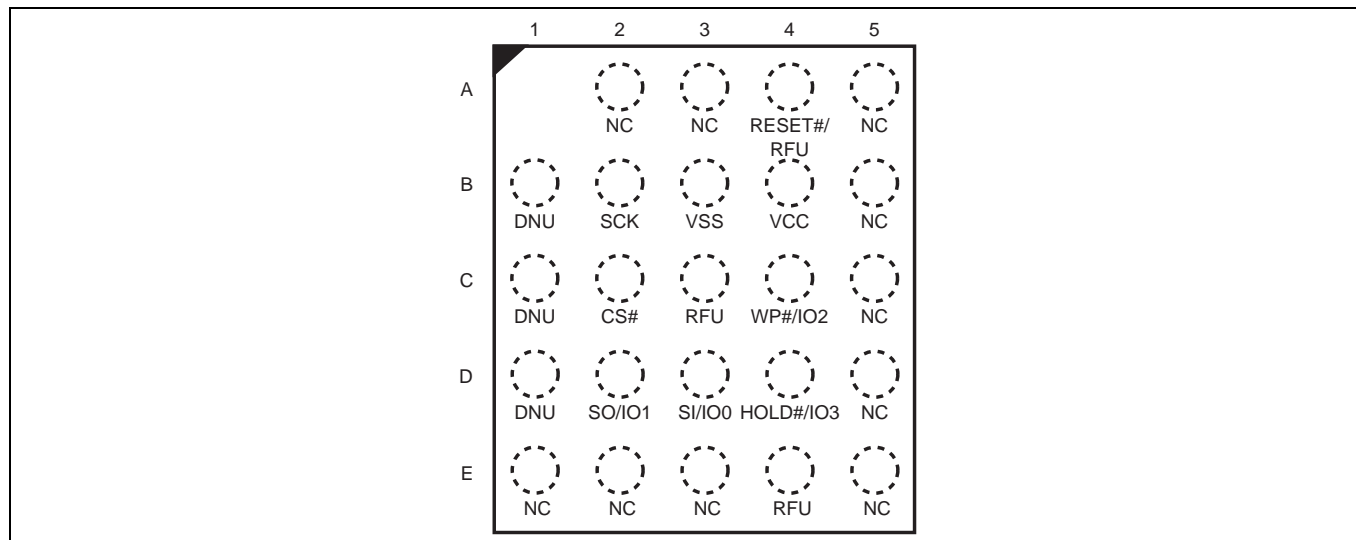 1 2 3 4 5
A
NC NC RESET#/ NC
RFU
B
DNU SCK VSS VCC NC
C
DNU CS# RFU WP#/IO2 NC
D
DNU SO/IO1 SI/IO0 HOLD#/IO3 NC
E
NC NC NC RFU NC